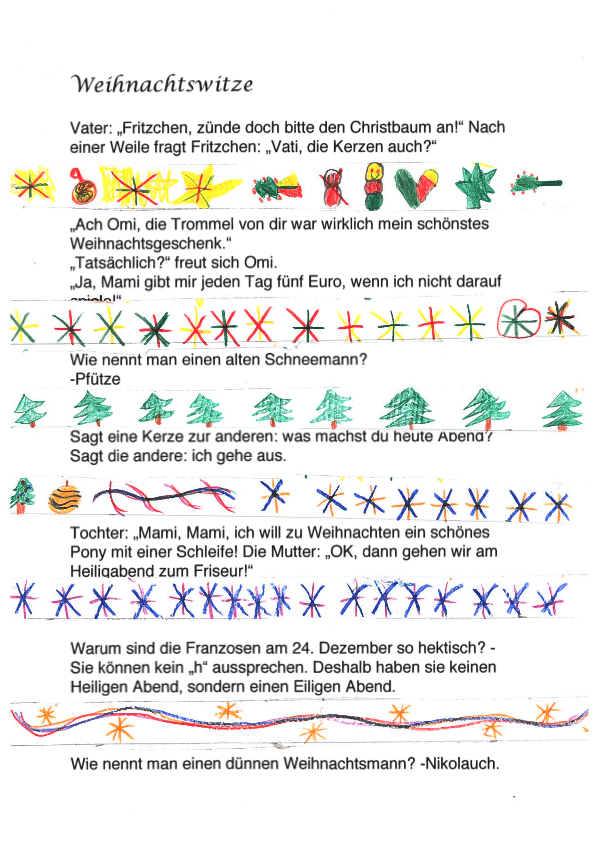 Weihnachtswitze
Vater: „Fritzchen, zünde doch bitte den Christbaum an!“ Nach
einer Weile fragt Fritzchen: „Vati, die Kerzen auch?“
„Ach Omi, die Trommel von dir war wirklich mein schönstes
Weihnachtsgeschenk.“
„Tatsächlich?“ freut sich Omi.
„Ja, Mami gibt mir jeden Tag fünf Euro, wenn ich nicht darauf
spiele!“
Wie nennt man einen alten Schneemann?
-Pfütze
Sagt eine Kerze zur anderen: was machst du heute Abend?
Sagt die andere: ich gehe aus.
Tochter: „Mami, Mami, ich will zu Weihnachten ein schönes
Pony mit einer Schleife! Die Mutter: „OK, dann gehen wir am
Heiligabend zum Friseur!“
Warum sind die Franzosen am 24. Dezember so hektisch? -
Sie können kein „h“ aussprechen. Deshalb haben sie keinen
Heiligen Abend, sondern einen Eiligen Abend.
Wie nennt man einen dünnen Weihnachtsmann? -Nikolauch.